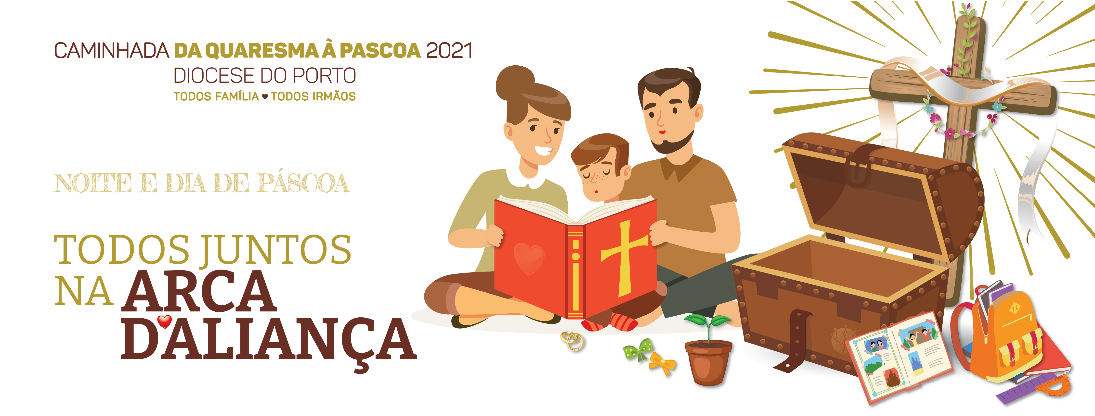 CAMINHADA DA QUARESMA À PASCOA 2021
DIOCESE DO PORTO
TODOS FAMÍLIA ♥ TODOS IRMÃOS
NOITE E DIA DE PÁSCOA
TODOS JUNTOS
NA ARCA
D'ALIANÇA